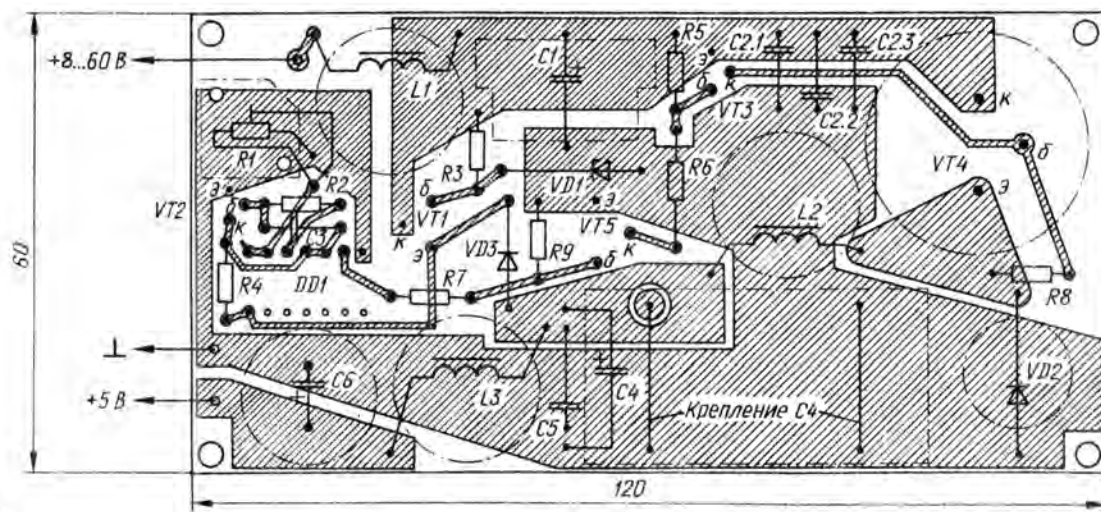 +8...60 В
L1
C1
R5
э
б
к
VT3
C2.1
C2.3
C2.2
к
б
VT4
э
R1
R2
R3
б
VT1
к
э
VD1
э
R6
VT5
к
L2
VT2
э
к
C3
R4
DD1
R7
VD3
R9
б
R8
60
⊥
+5 В
C6
L3
C5
C4
Крепление C4
VD2
120